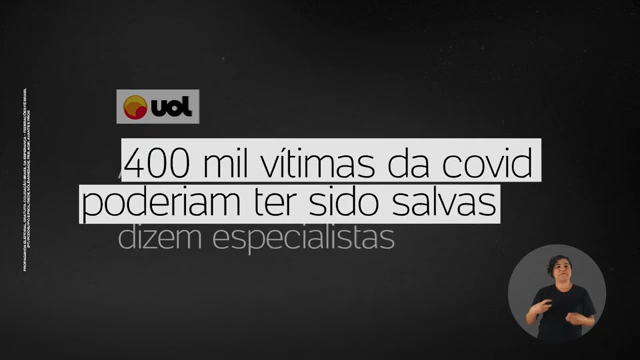 uol
400 mil vítimas da covid
poderiam ter sido salvas
dizem especialistas